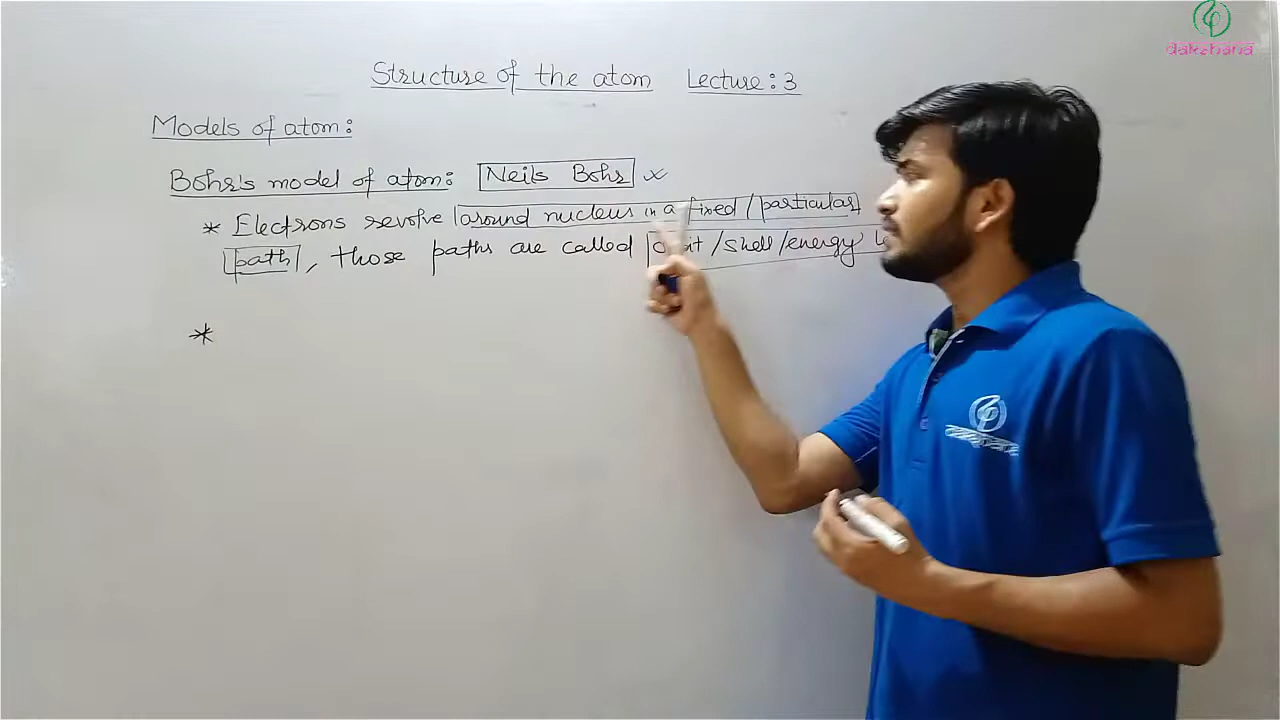 dakshana
Structure of the atom Lecture: 3
Models of atom:
Bohr's model of atom: Neils Bohr
* Electrons revolve around nucleus in a fixed / particular
path, those paths are called orbit / shell / energy
*